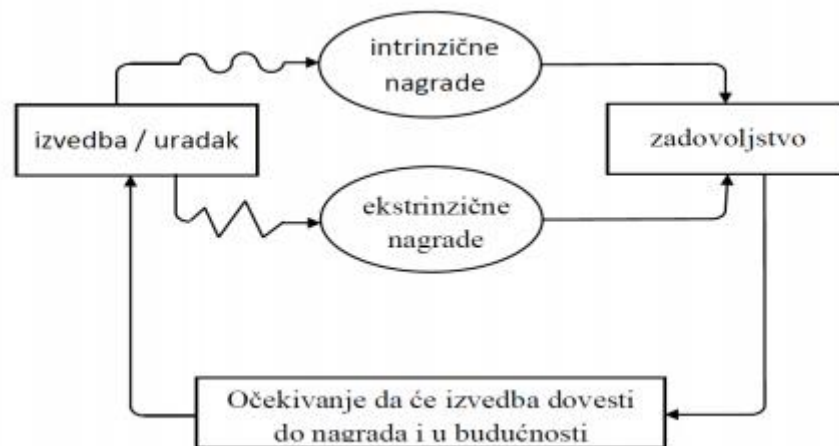 intrinzične
nagrade
izvedba / uradak
zadovoljstvo
ekstrinzične
nagrade
Očekivanje da će izvedba dovesti
do nagrada i u budućnosti